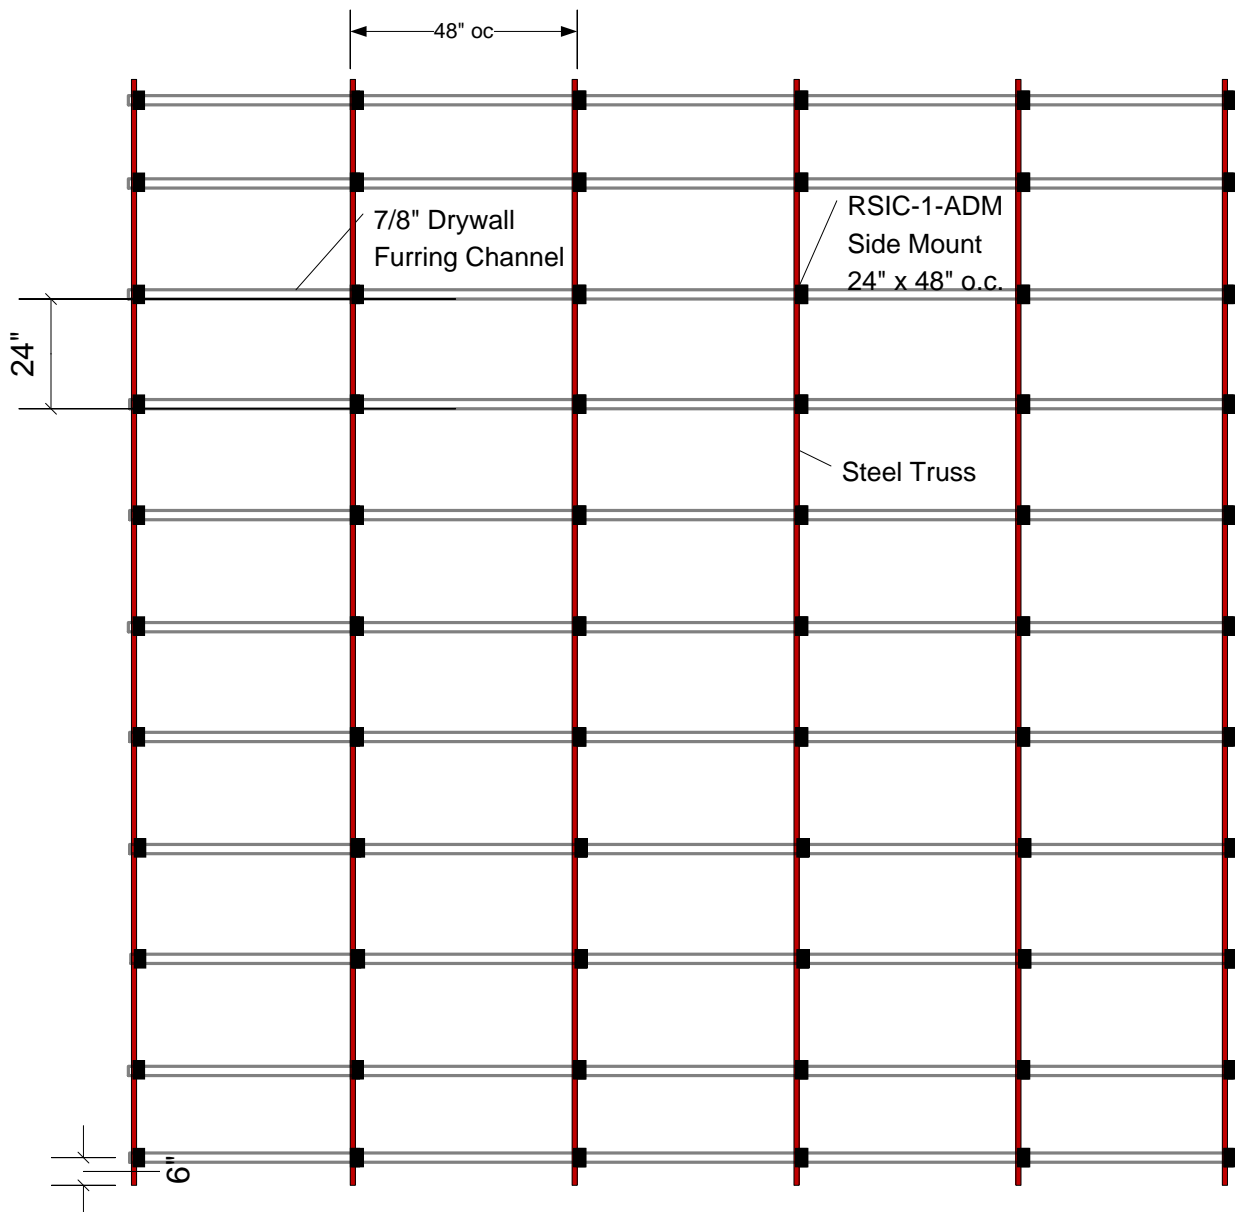 48" oc
7/8" Drywall
Furring Channel
RSIC-1-ADM
Side Mount
24" x 48" o.c.
24"
Steel Truss
6"